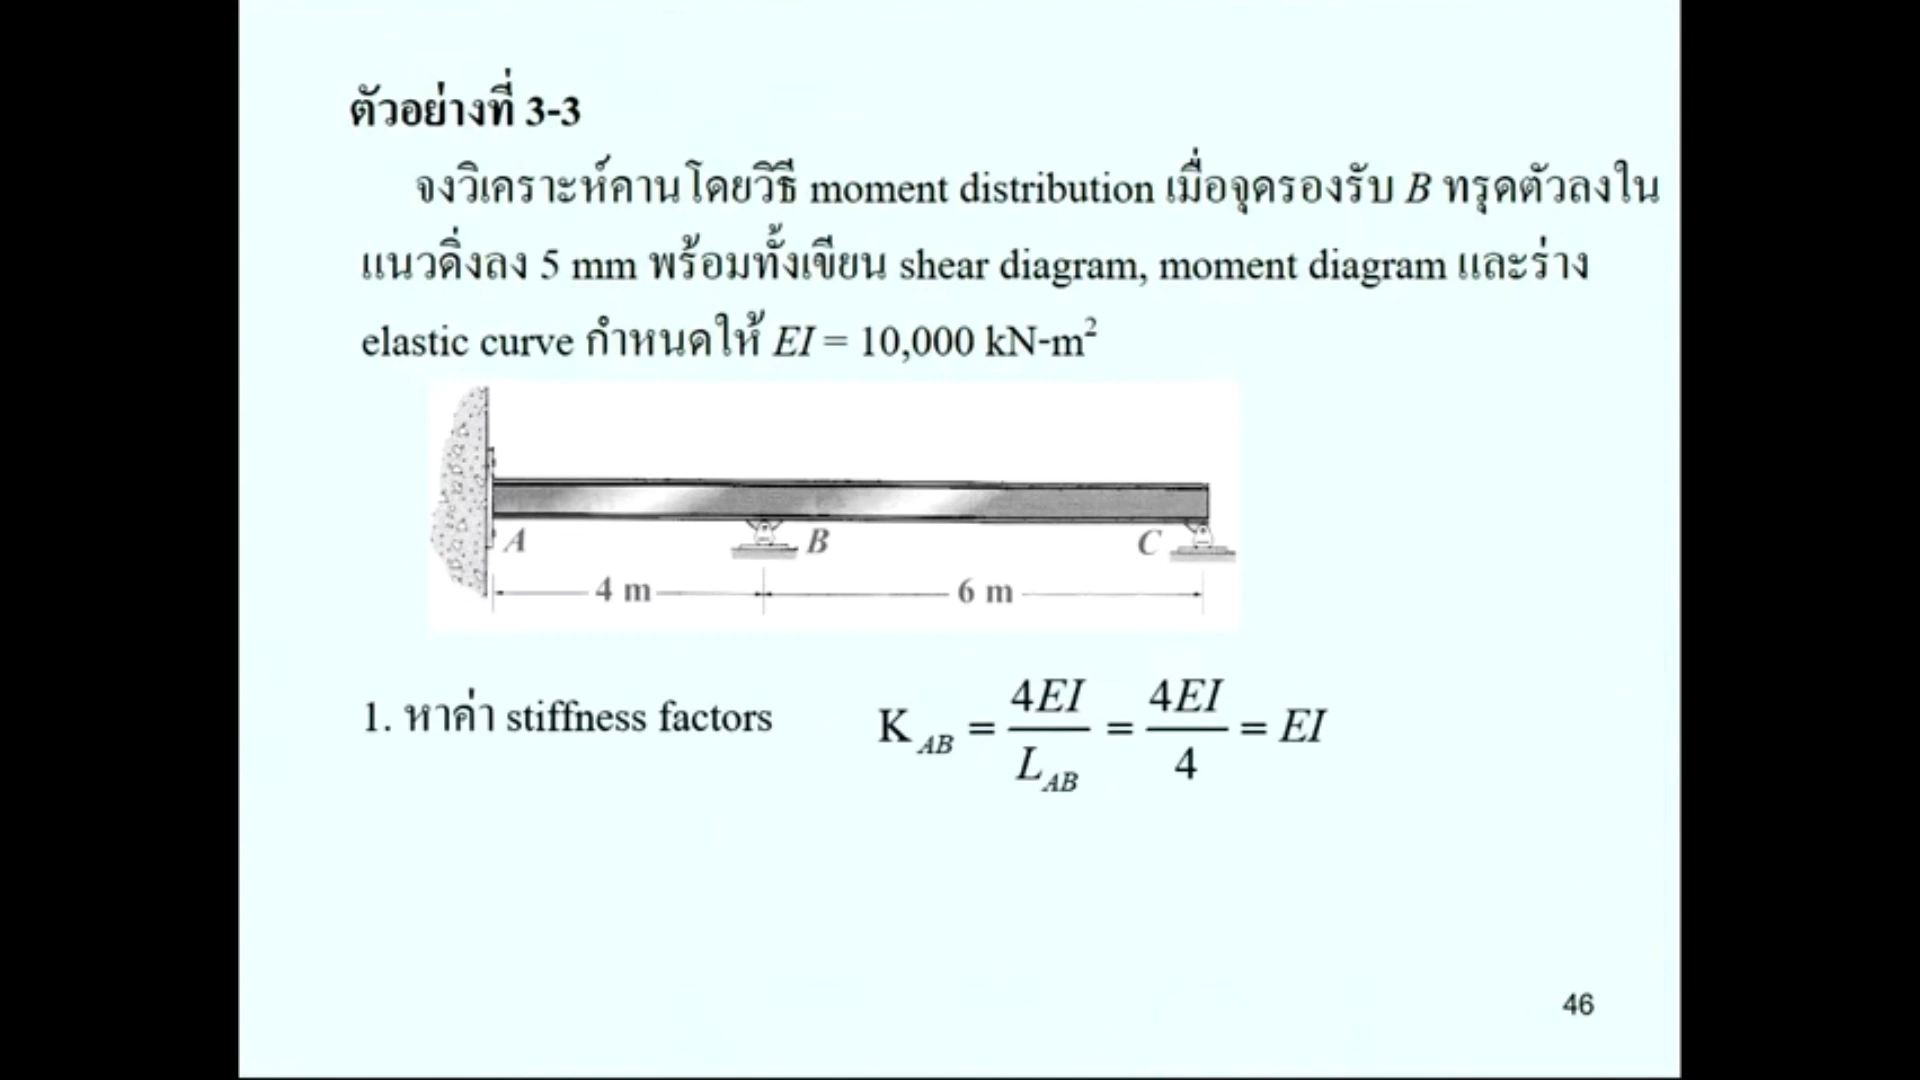 ตัวอย่างที่ 3-3
จงวิเคราะห์คานโดยวิธี moment distribution เมื่อจุดรองรับ B ทรุดตัวลงใน
แนวดิ่งลง 5 mm พร้อมทั้งเขียน shear diagram, moment diagram และร่าง
elastic curve กำหนดให้ EI = 10,000 kN-m²
A B C
4 m 6 m
1. หาค่า stiffness factors K_AB = 4EI/L_AB = 4EI/4 = EI
46